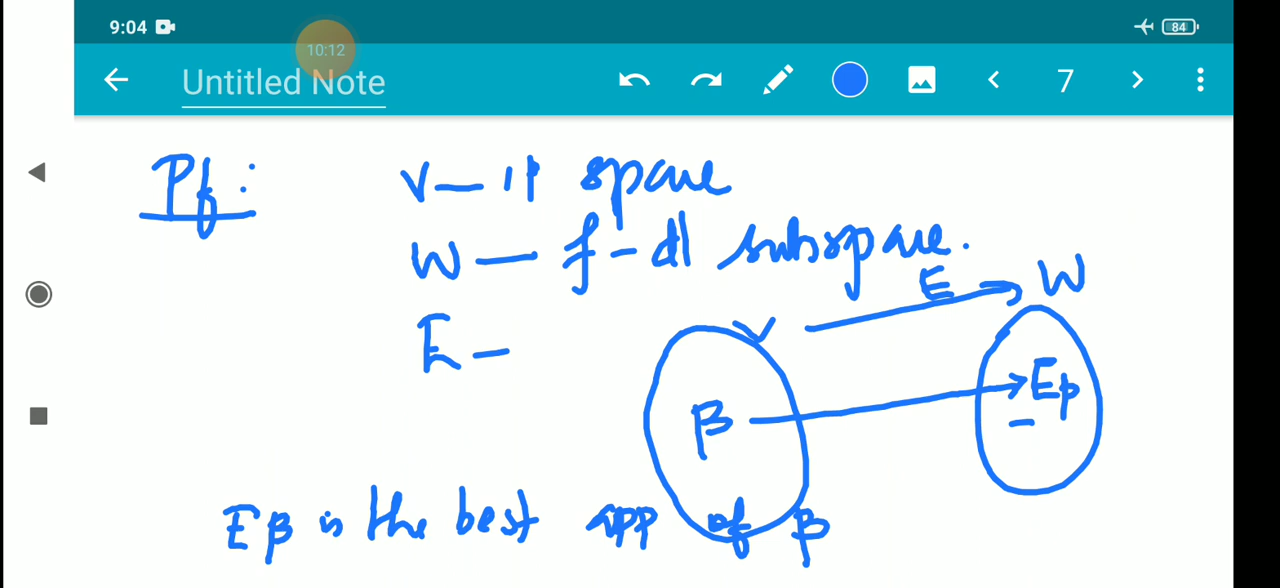 9:04
84
10:12
Untitled Note
7
Pf:
V — IP space
W — f-dl subspace.
E → W
E —
V
β
Eβ
Eβ is the best app of β